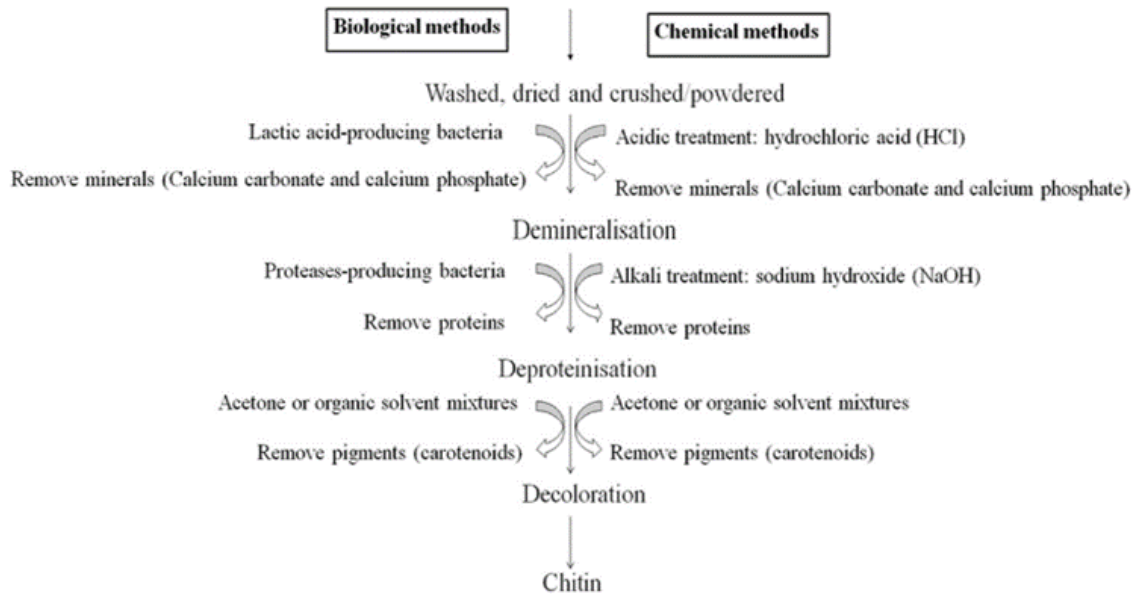 Biological methods
Chemical methods
Washed, dried and crushed/powdered
Lactic acid-producing bacteria
Acidic treatment: hydrochloric acid (HCl)
Remove minerals (Calcium carbonate and calcium phosphate)
Remove minerals (Calcium carbonate and calcium phosphate)
Demineralisation
Proteases-producing bacteria
Alkali treatment: sodium hydroxide (NaOH)
Remove proteins
Remove proteins
Deproteinisation
Acetone or organic solvent mixtures
Acetone or organic solvent mixtures
Remove pigments (carotenoids)
Remove pigments (carotenoids)
Decoloration
Chitin